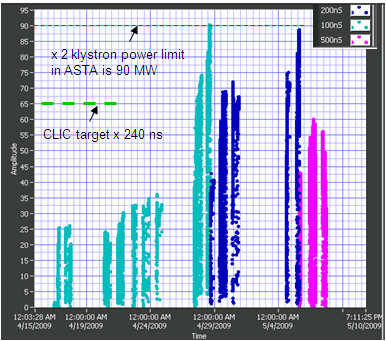 95
90
85
80
75
70
65
60
55
50
45
40
35
30
25
20
15
10
5
0
Amplitude
200nS
100nS
500nS
x 2 klystron power limit
in ASTA is 90 MW
CLIC target x 240 ns
12:03:28 AM 12:00:00 AM 12:00:00 AM 12:00:00 AM 12:00:00 AM 7:11:25 PM
4/15/2009 4/19/2009 4/24/2009 4/29/2009 5/4/2009 5/10/2009
Time